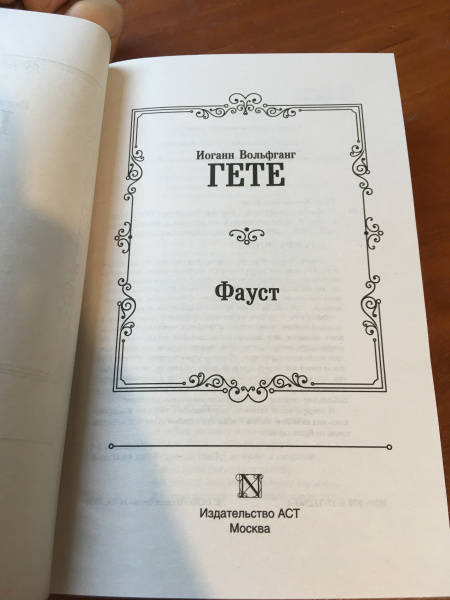 Иоганн Вольфганг
ГЕТЕ
Фауст
N
Издательство АСТ
Москва